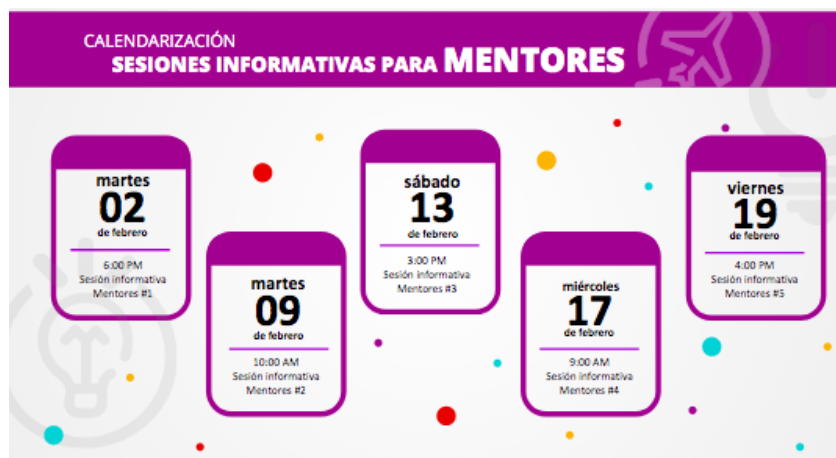 CALENDARIZACIÓN
SESIONES INFORMATIVAS PARA MENTORES
martes
02
de febrero
6:00 PM
Sesión informativa
Mentores #1
martes
09
de febrero
10:00 AM
Sesión informativa
Mentores #2
sábado
13
de febrero
3:00 PM
Sesión informativa
Mentores #3
miércoles
17
de febrero
9:00 AM
Sesión informativa
Mentores #4
viernes
19
de febrero
4:00 PM
Sesión informativa
Mentores #5